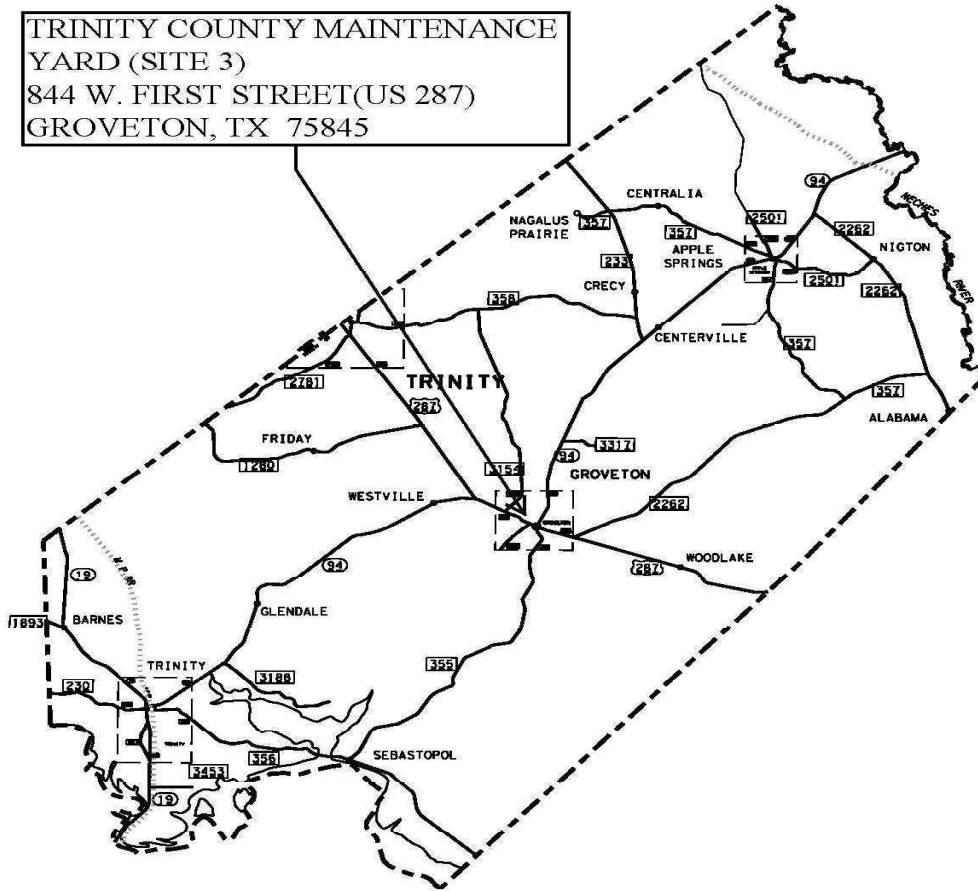 TRINITY COUNTY MAINTENANCE
YARD (SITE 3)
844 W. FIRST STREET(US 287)
GROVETON, TX 75845
94
NECHES
RIVER
CENTRALIA
NAGALUS
PRAIRIE
357
357
2501
2262
NIGTON
APPLE
SPRINGS
233
2501
2262
CRECY
358
CENTERVILLE
357
2781
TRINITY
287
357
ALABAMA
FRIDAY
1280
3154
94
3317
GROVETON
WESTVILLE
2262
94
287
WOODLAKE
19
M.P. RR
1893
BARNES
GLENDALE
TRINITY
355
230
3188
TRINITY
356
SEBASTOPOL
3453
19